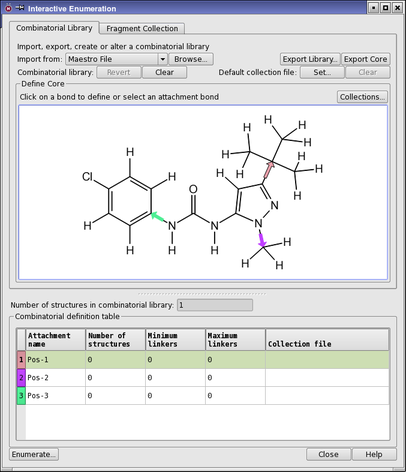 Interactive Enumeration
Combinatorial Library Fragment Collection
Import, export, create or alter a combinatorial library
Import from: Maestro File Browse... Export Library... Export Core
Combinatorial library: Revert Clear Default collection file: Set... Clear
Define Core
Click on a bond to define or select an attachment bond Collections...
H H
H H
H H H
Cl H O H H
N
H N N N
H H H H
H H
Number of structures in combinatorial library: 1
Combinatorial definition table
Attachment name Number of structures Minimum linkers Maximum linkers Collection file
1 Pos-1 0 0 0
2 Pos-2 0 0 0
3 Pos-3 0 0 0
Enumerate... Close Help